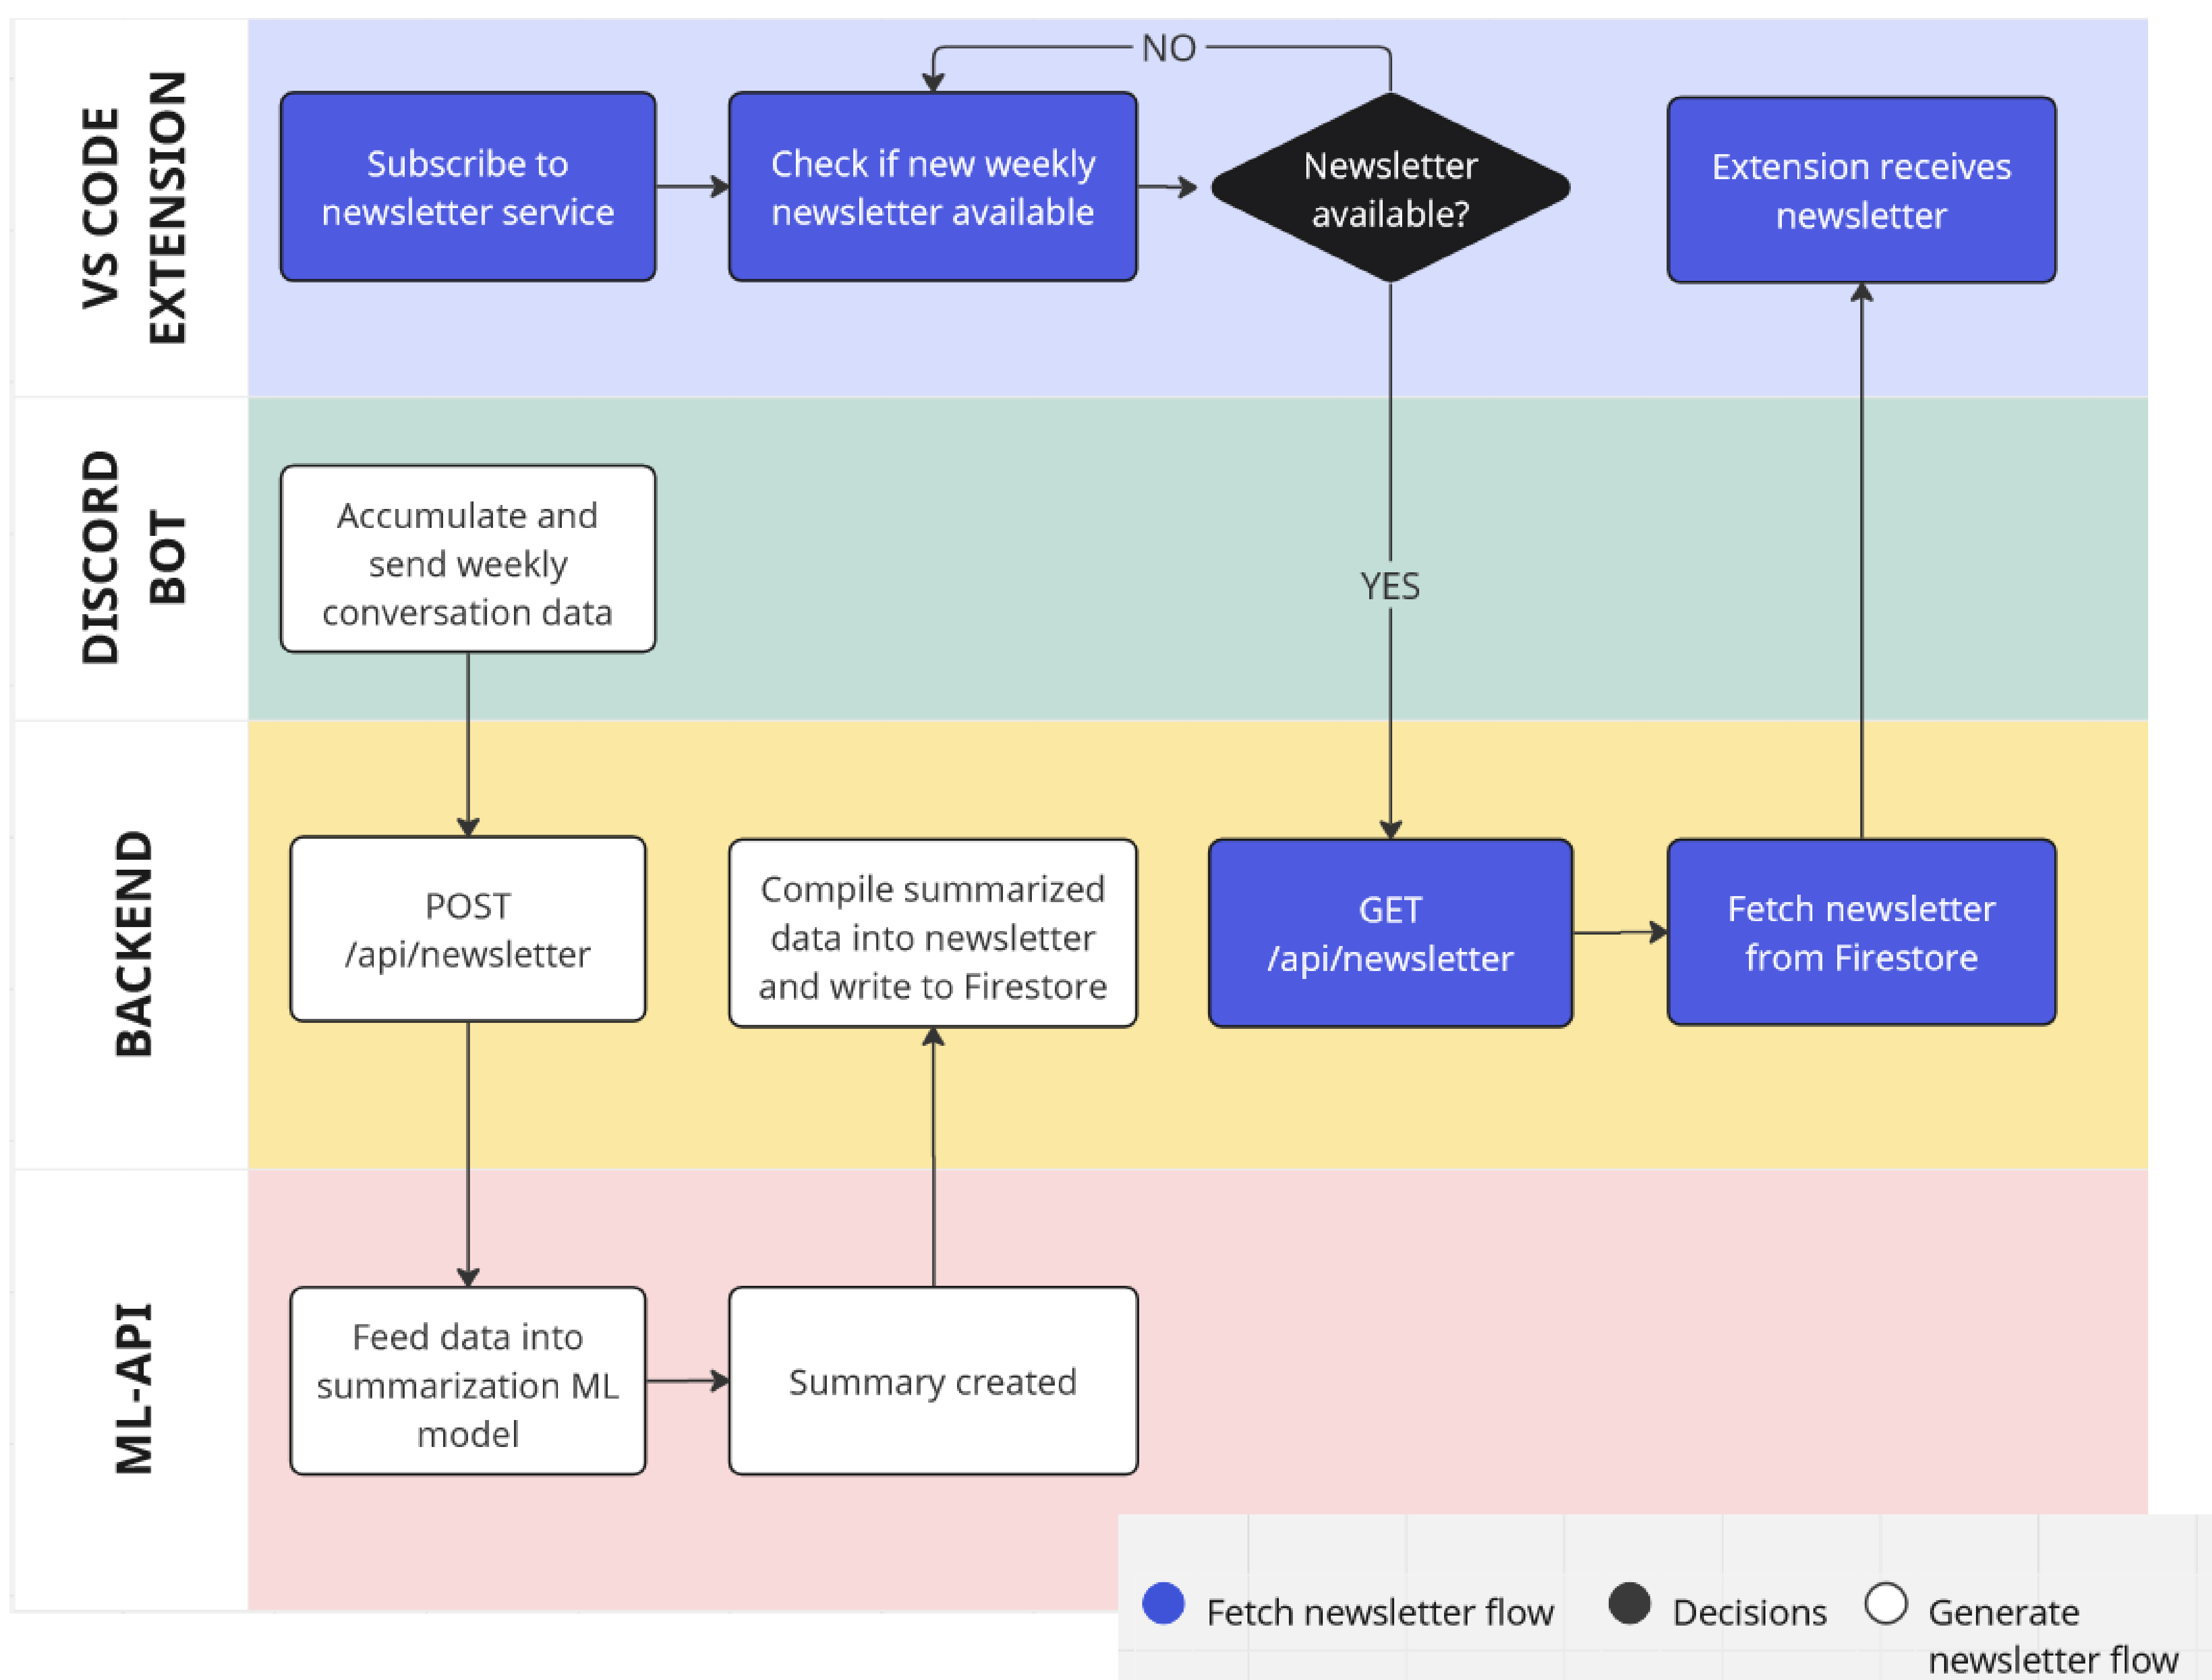 VS CODE
EXTENSION
NO
Subscribe to
newsletter service
Check if new weekly
newsletter available
Newsletter
available?
Extension receives
newsletter
DISCORD
BOT
Accumulate and
send weekly
conversation data
YES
BACKEND
POST
/api/newsletter
Compile summarized
data into newsletter
and write to Firestore
GET
/api/newsletter
Fetch newsletter
from Firestore
ML-API
Feed data into
summarization ML
model
Summary created
Fetch newsletter flow
Decisions
Generate
newsletter flow